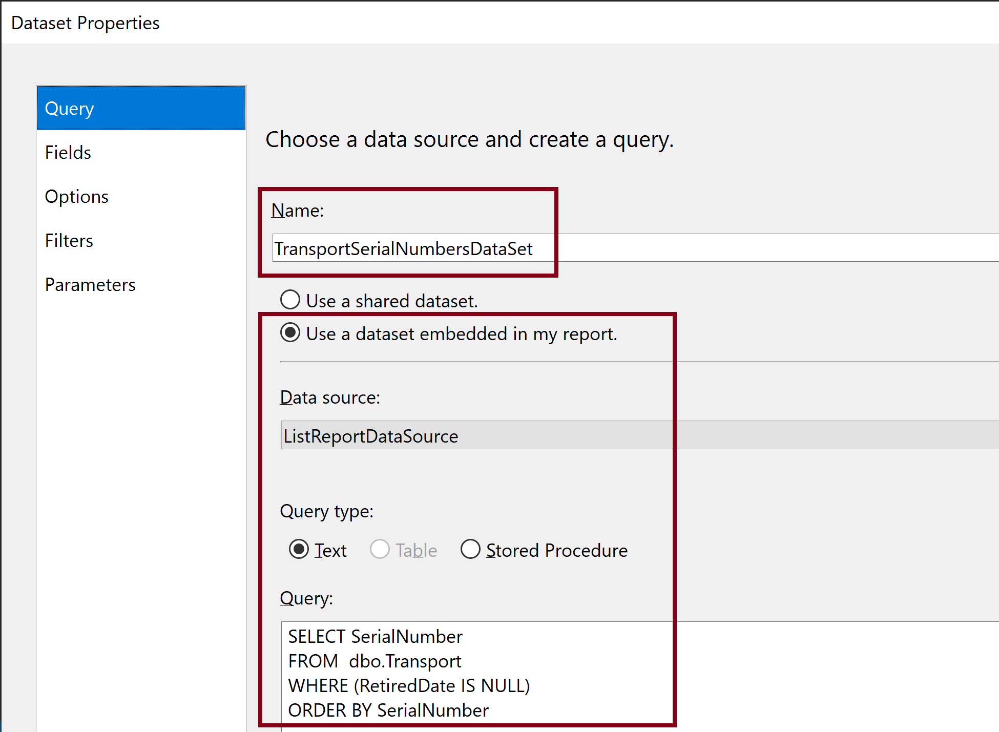 Dataset Properties
Query
Fields
Options
Filters
Parameters
Choose a data source and create a query.
Name:
TransportSerialNumbersDataSet
Use a shared dataset.
Use a dataset embedded in my report.
Data source:
ListReportDataSource
Query type:
Text Table Stored Procedure
Query:
SELECT SerialNumber
FROM  dbo.Transport
WHERE (RetiredDate IS NULL)
ORDER BY SerialNumber